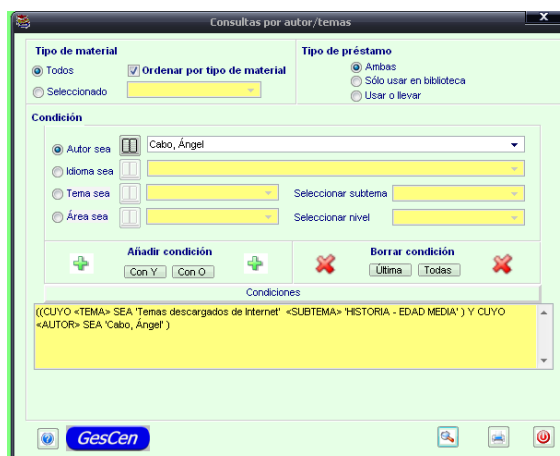 Consultas por autor/temas
x
Tipo de material
Todos
Ordenar por tipo de material
Seleccionado
Tipo de préstamo
Ambas
Sólo usar en biblioteca
Usar o llevar
Condición
Autor sea
Cabo, Ángel
Idioma sea
Tema sea
Seleccionar subtema
Área sea
Seleccionar nivel
Añadir condición
Con Y Con O
Borrar condición
Última Todas
Condiciones
((CUYO <TEMA> SEA 'Temas descargados de Internet' <SUBTEMA> 'HISTORIA - EDAD MEDIA' ) Y CUYO
<AUTOR> SEA 'Cabo, Ángel' )
GesCen